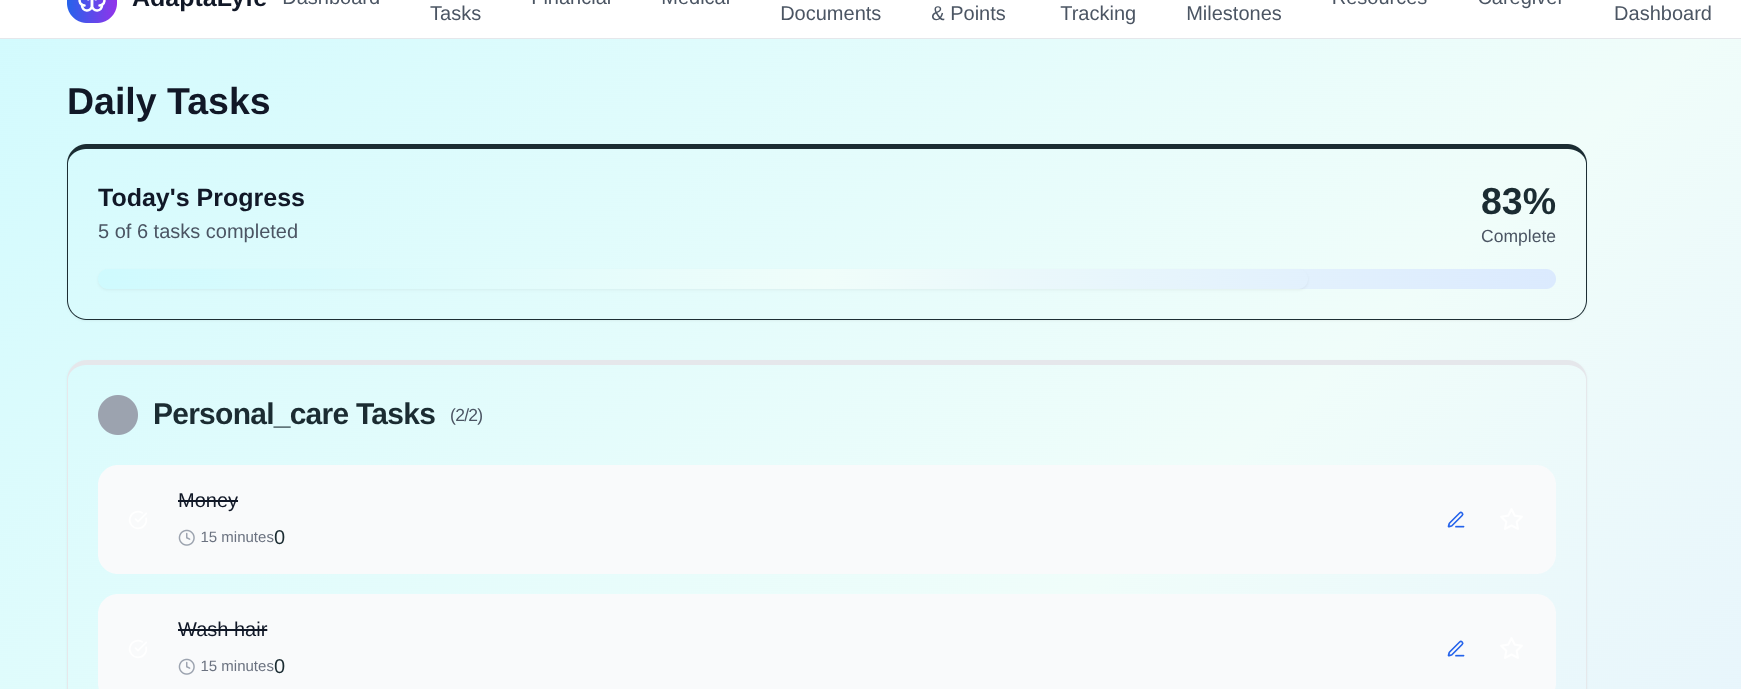 AdaptaLyfe Dashboard Financial Medical Resources Caregiver
Tasks Documents & Points Tracking Milestones Dashboard
Daily Tasks
Today's Progress
5 of 6 tasks completed
83%
Complete
Personal_care Tasks (2/2)
Money
15 minutes0
Wash hair
15 minutes0